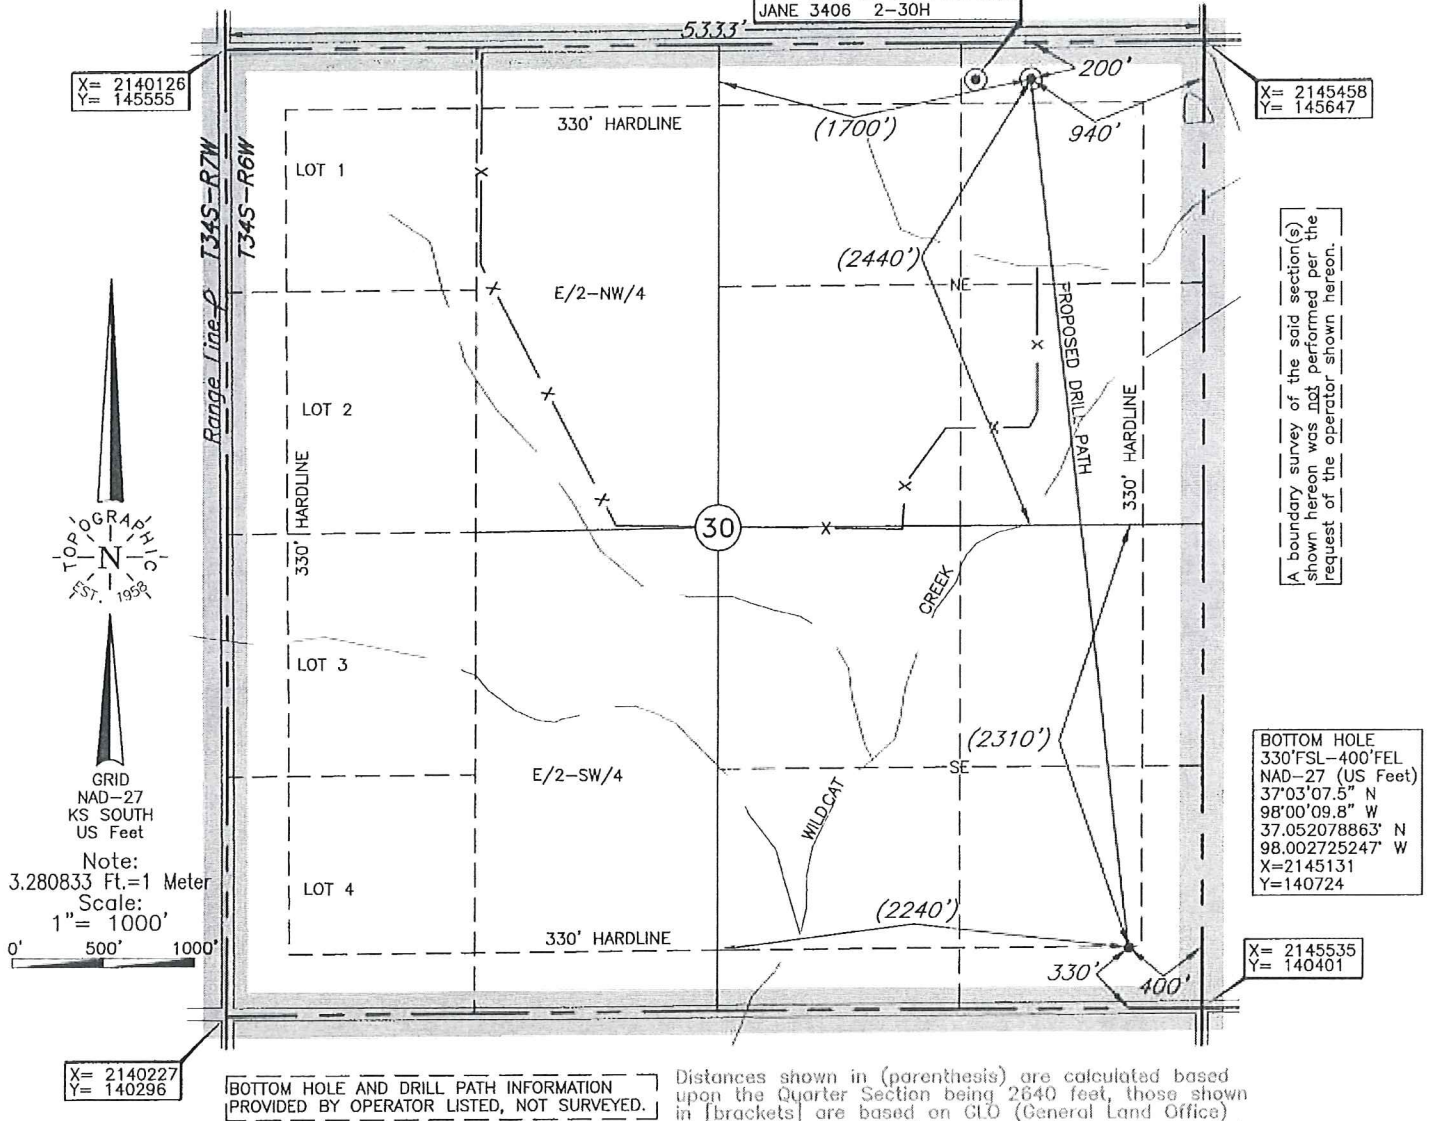 JANE 3406 2-30H
5333'
X= 2140126
Y= 145555
X= 2145458
Y= 145647
200'
330' HARDLINE
(1700')
940'
T34S-R7W
T34S-R6W
LOT 1
(2440')
E/2-NW/4
NE
PROPOSED DRILL PATH
A boundary survey of the said section(s)
shown hereon was not performed per the
request of the operator shown hereon.
Range Line
LOT 2
330' HARDLINE
330' HARDLINE
330' HARDLINE
30
TOPOGRAPHIC
N
EST. 1958
CREEK
LOT 3
(2310')
E/2-SW/4
SE
GRID
NAD-27
KS SOUTH
US Feet
WILDCAT
BOTTOM HOLE
330'FSL-400'FEL
NAD-27 (US Feet)
37°03'07.5" N
98°00'09.8" W
37.052078863° N
98.002725247° W
X=2145131
Y=140724
Note:
3.280833 Ft.=1 Meter
Scale:
1"= 1000'
0' 500' 1000'
LOT 4
(2240')
330' HARDLINE
330'
400'
X= 2145535
Y= 140401
X= 2140227
Y= 140296
BOTTOM HOLE AND DRILL PATH INFORMATION
PROVIDED BY OPERATOR LISTED, NOT SURVEYED.
Distances shown in (parenthesis) are calculated based
upon the Quarter Section being 2640 feet, those shown
in [brackets] are based on GLO (General Land Office)